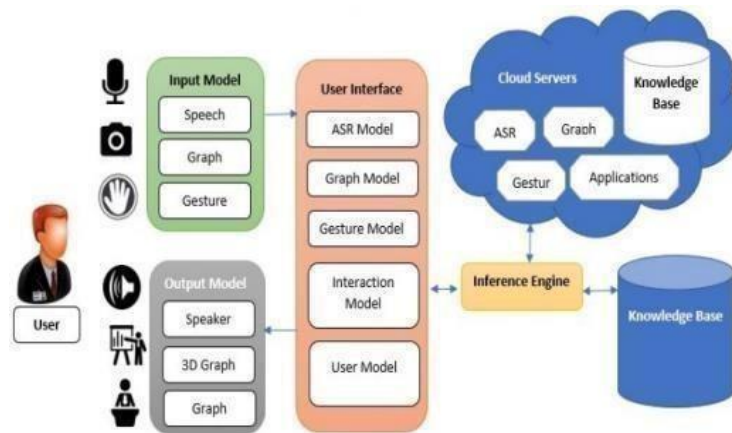 Input Model
Speech
Graph
Gesture
User
Output Model
Speaker
3D Graph
Graph
User Interface
ASR Model
Graph Model
Gesture Model
Interaction
Model
User Model
Cloud Servers
Knowledge
Base
ASR
Graph
Gestur
Applications
Inference Engine
Knowledge Base